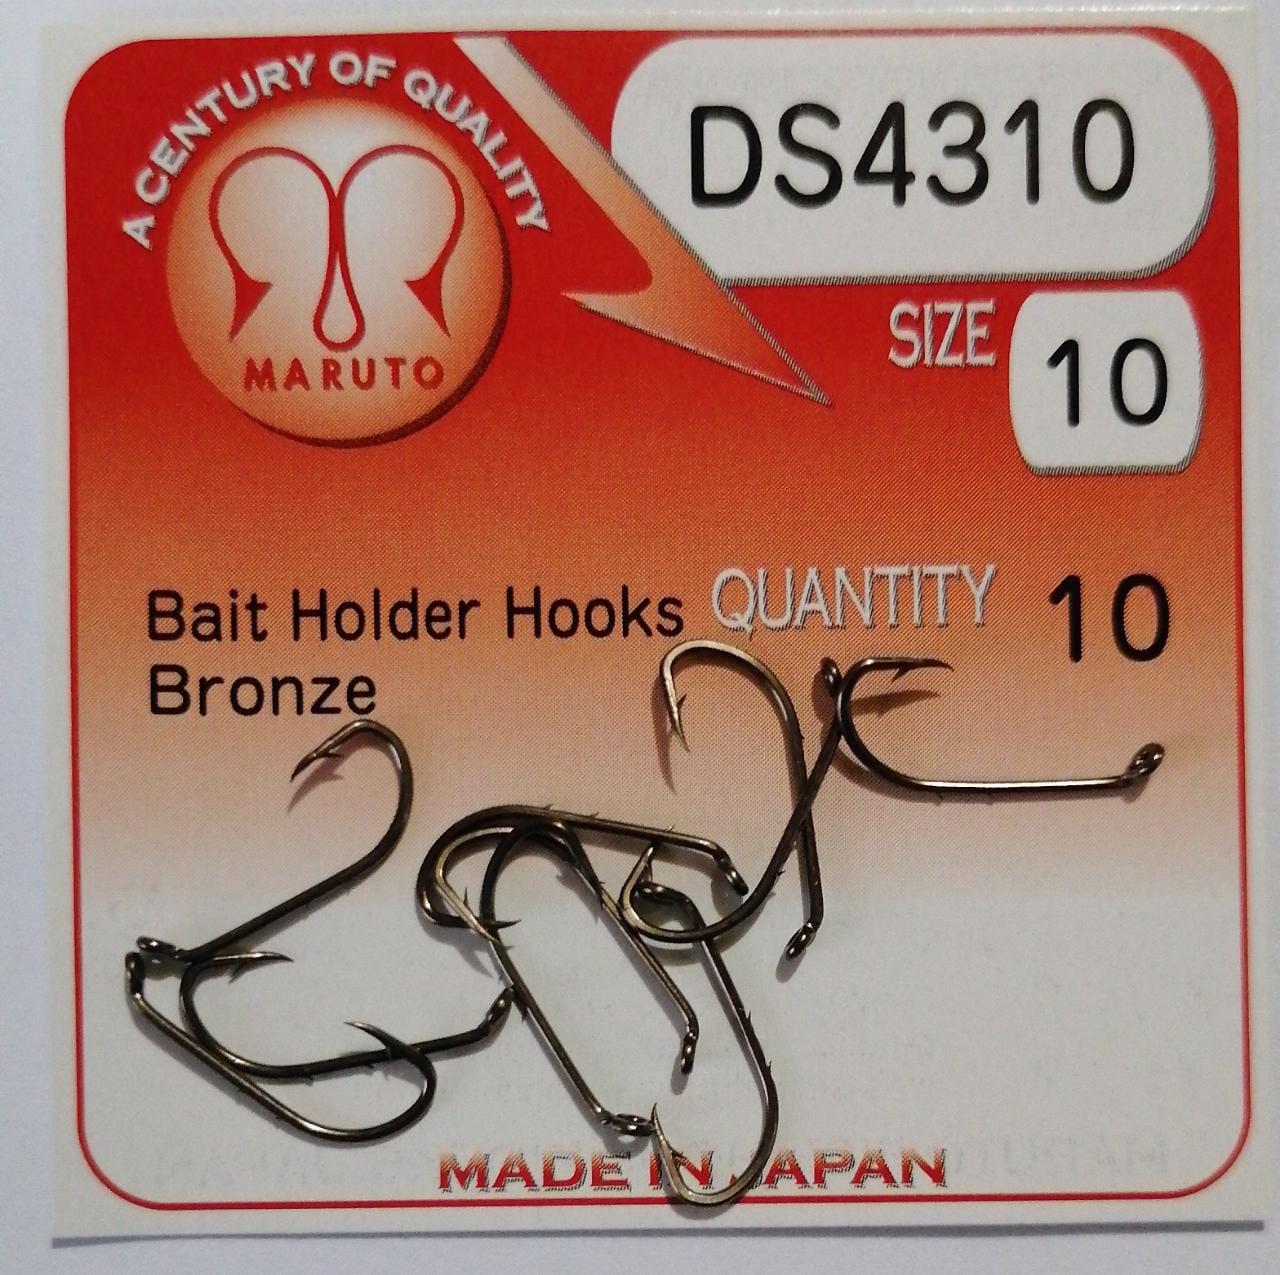 A CENTURY OF QUALITY
MARUTO
DS4310
SIZE 10
Bait Holder Hooks QUANTITY 10
Bronze
MADE IN JAPAN